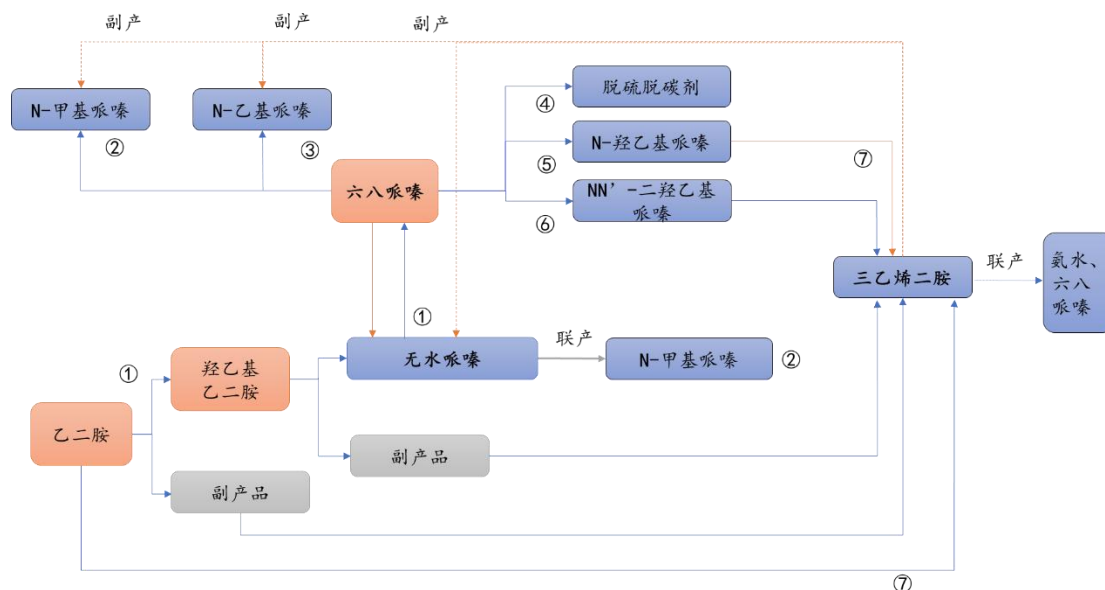 副产
副产
副产
N-甲基哌嗪
N-乙基哌嗪
脱硫脱碳剂
②
③
④
N-羟乙基哌嗪
⑦
⑤
六八哌嗪
NN’-二羟乙基
哌嗪
⑥
三乙烯二胺
联产
氨水、
六八
哌嗪
①
联产
无水哌嗪
N-甲基哌嗪
②
①
羟乙基
乙二胺
乙二胺
副产品
副产品
⑦